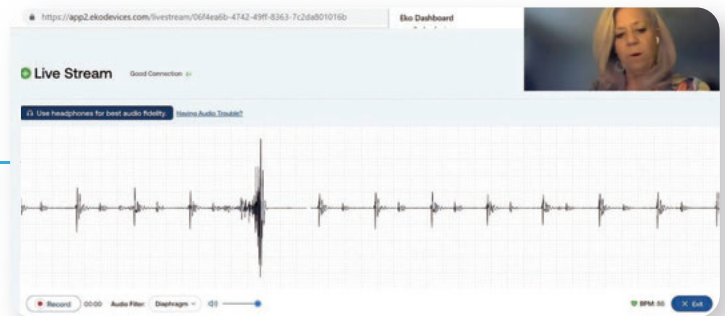 https://app2.ekodevices.com/livestream/06f4ea6b-4742-49ff-8363-7c2da801016b
Eko Dashboard
Live Stream
Good Connection
Use headphones for best audio fidelity.
Having Audio Trouble?
Record
00:00
Audio Filter:
Diaphragm
BPM: 86
X Exit